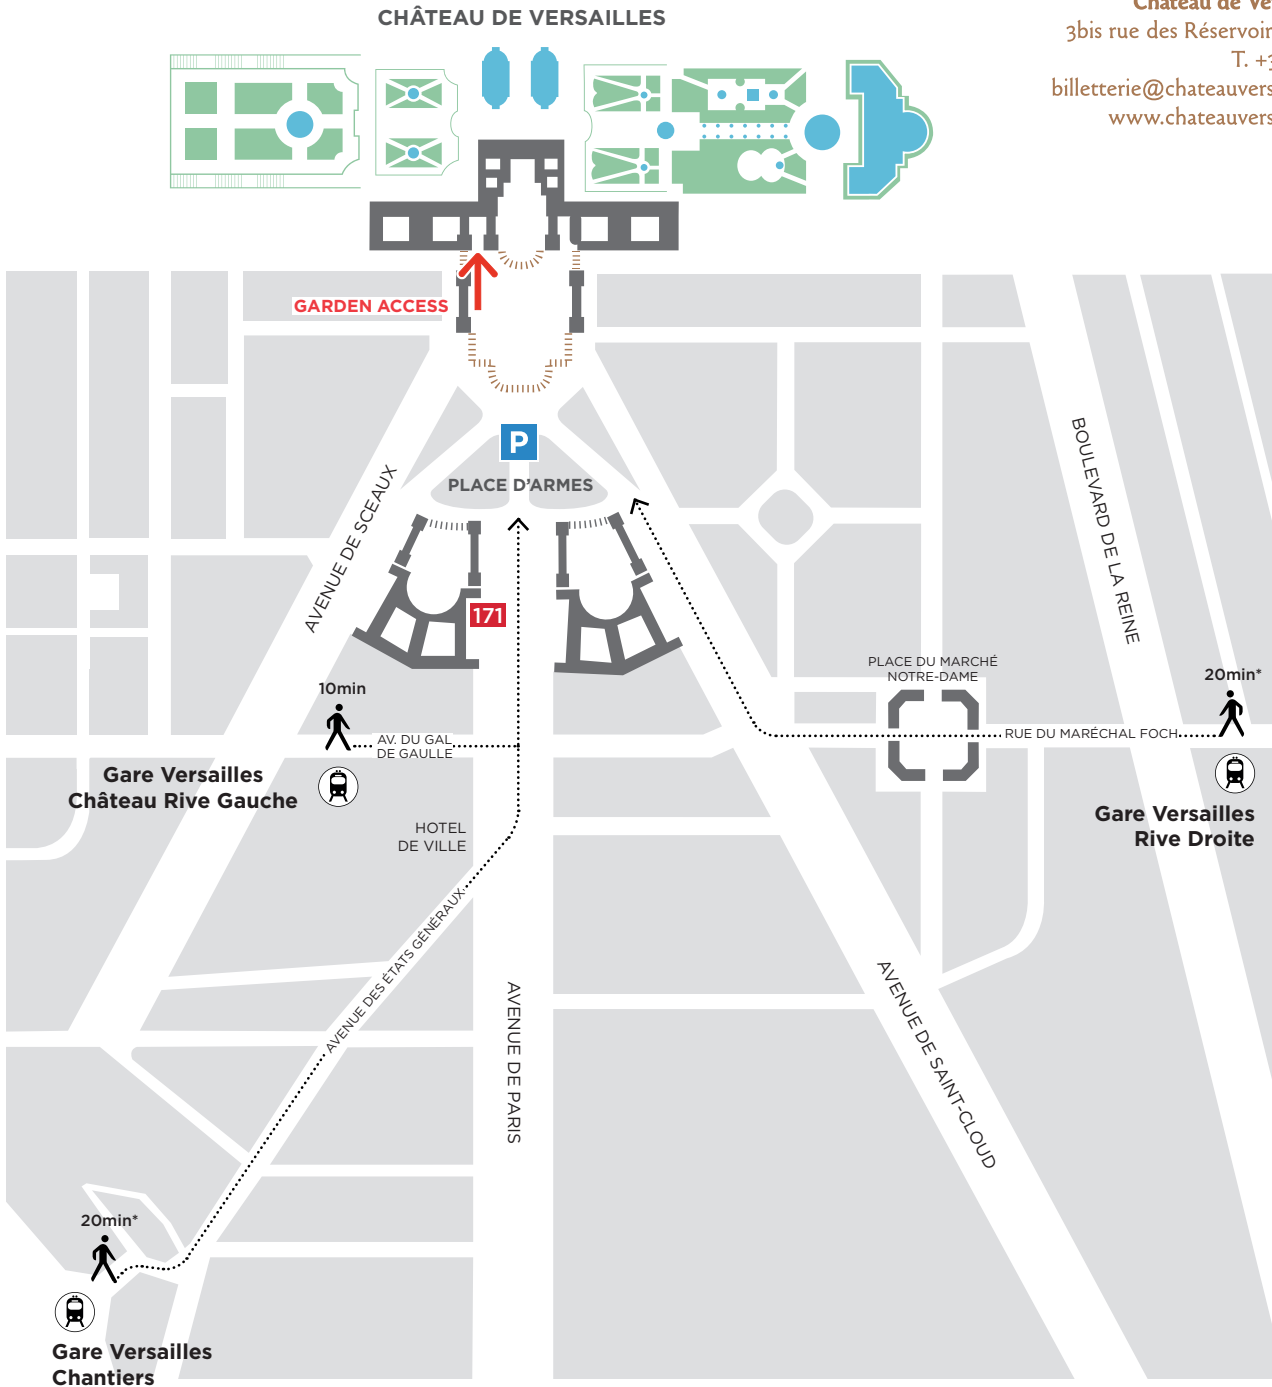 CHÂTEAU DE VERSAILLES
3bis rue des Réservoir
T. +3
billetterie@chateauvers
www.chateauvers
GARDEN ACCESS
P
PLACE D'ARMES
AVENUE DE SCEAUX
BOULEVARD DE LA REINE
171
PLACE DU MARCHÉ
NOTRE-DAME
10min
20min*
AV. DU GAL
DE GAULLE
RUE DU MARÉCHAL FOCH
Gare Versailles
Château Rive Gauche
Gare Versailles
Rive Droite
HOTEL
DE VILLE
AVENUE DES ÉTATS GÉNÉRAUX
AVENUE DE PARIS
AVENUE DE SAINT-CLOUD
20min*
Gare Versailles
Chantiers